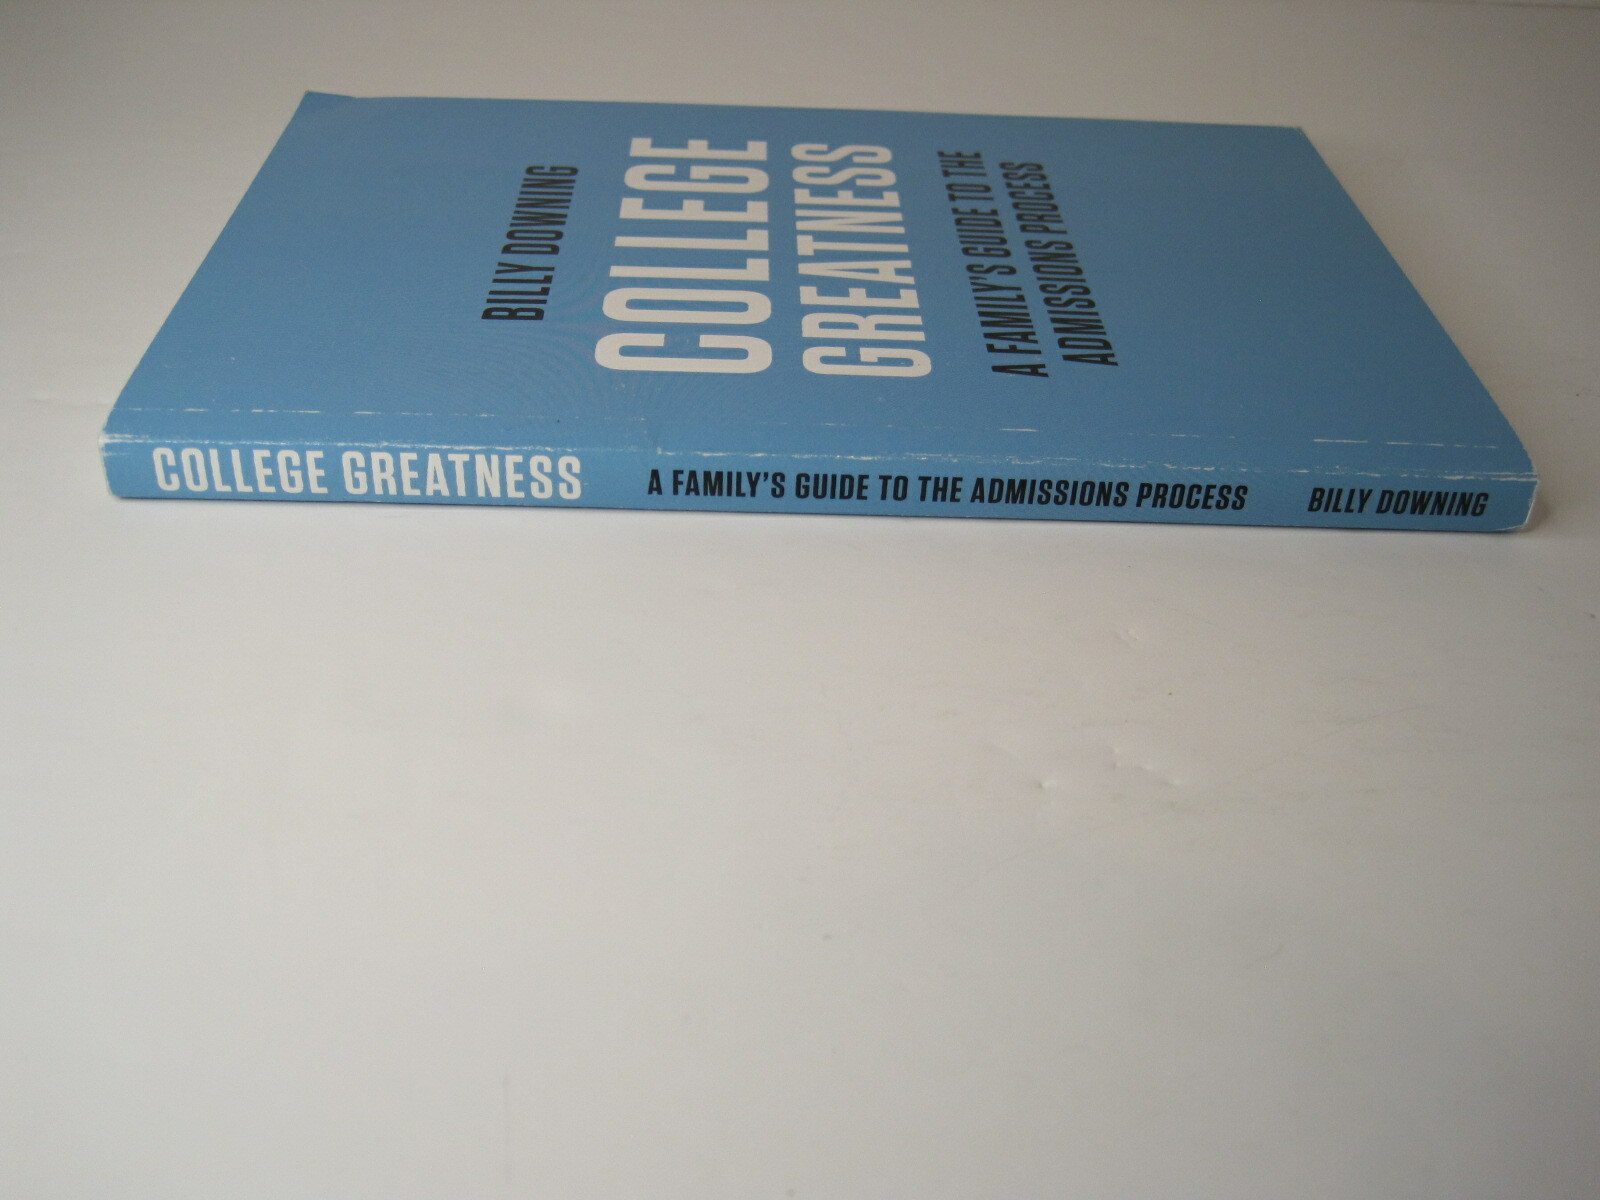 BILLY DOWNING
COLLEGE
GREATNESS
A FAMILY'S GUIDE TO THE
ADMISSIONS PROCESS
COLLEGE GREATNESS A FAMILY'S GUIDE TO THE ADMISSIONS PROCESS BILLY DOWNING